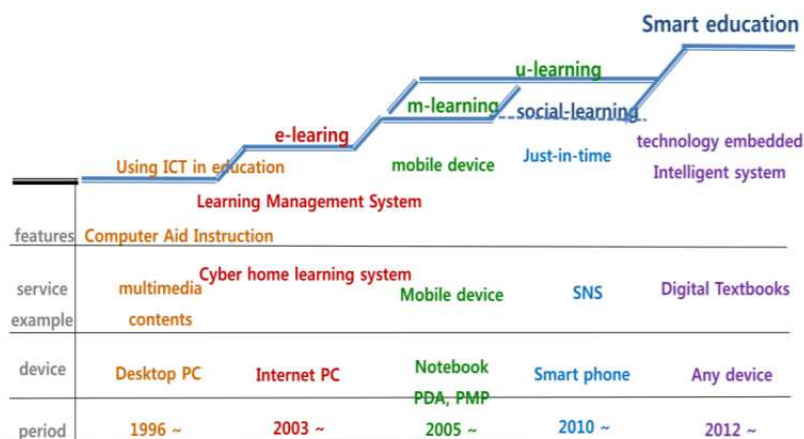 Smart education
u-learning
m-learning
social-learning
e-learing
technology embedded
Using ICT in education
mobile device
Just-in-time
Intelligent system
Learning Management System
features Computer Aid Instruction
Cyber home learning system
service multimedia Mobile device SNS Digital Textbooks
example contents
device Desktop PC Internet PC Notebook Smart phone Any device
PDA, PMP
period 1996 ~ 2003 ~ 2005 ~ 2010 ~ 2012 ~